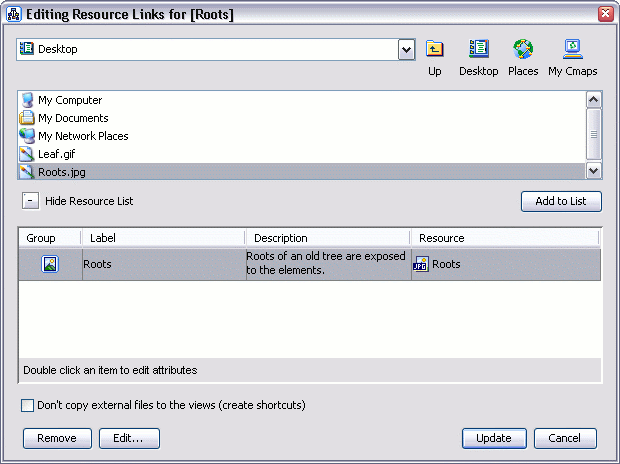 Editing Resource Links for [Roots]
Desktop
Up Desktop Places My Cmaps
My Computer
My Documents
My Network Places
Leaf.gif
Roots.jpg
- Hide Resource List Add to List
Group Label Description Resource
Roots Roots of an old tree are exposed JPG Roots
to the elements.
Double click an item to edit attributes
Don't copy external files to the views (create shortcuts)
Remove Edit... Update Cancel